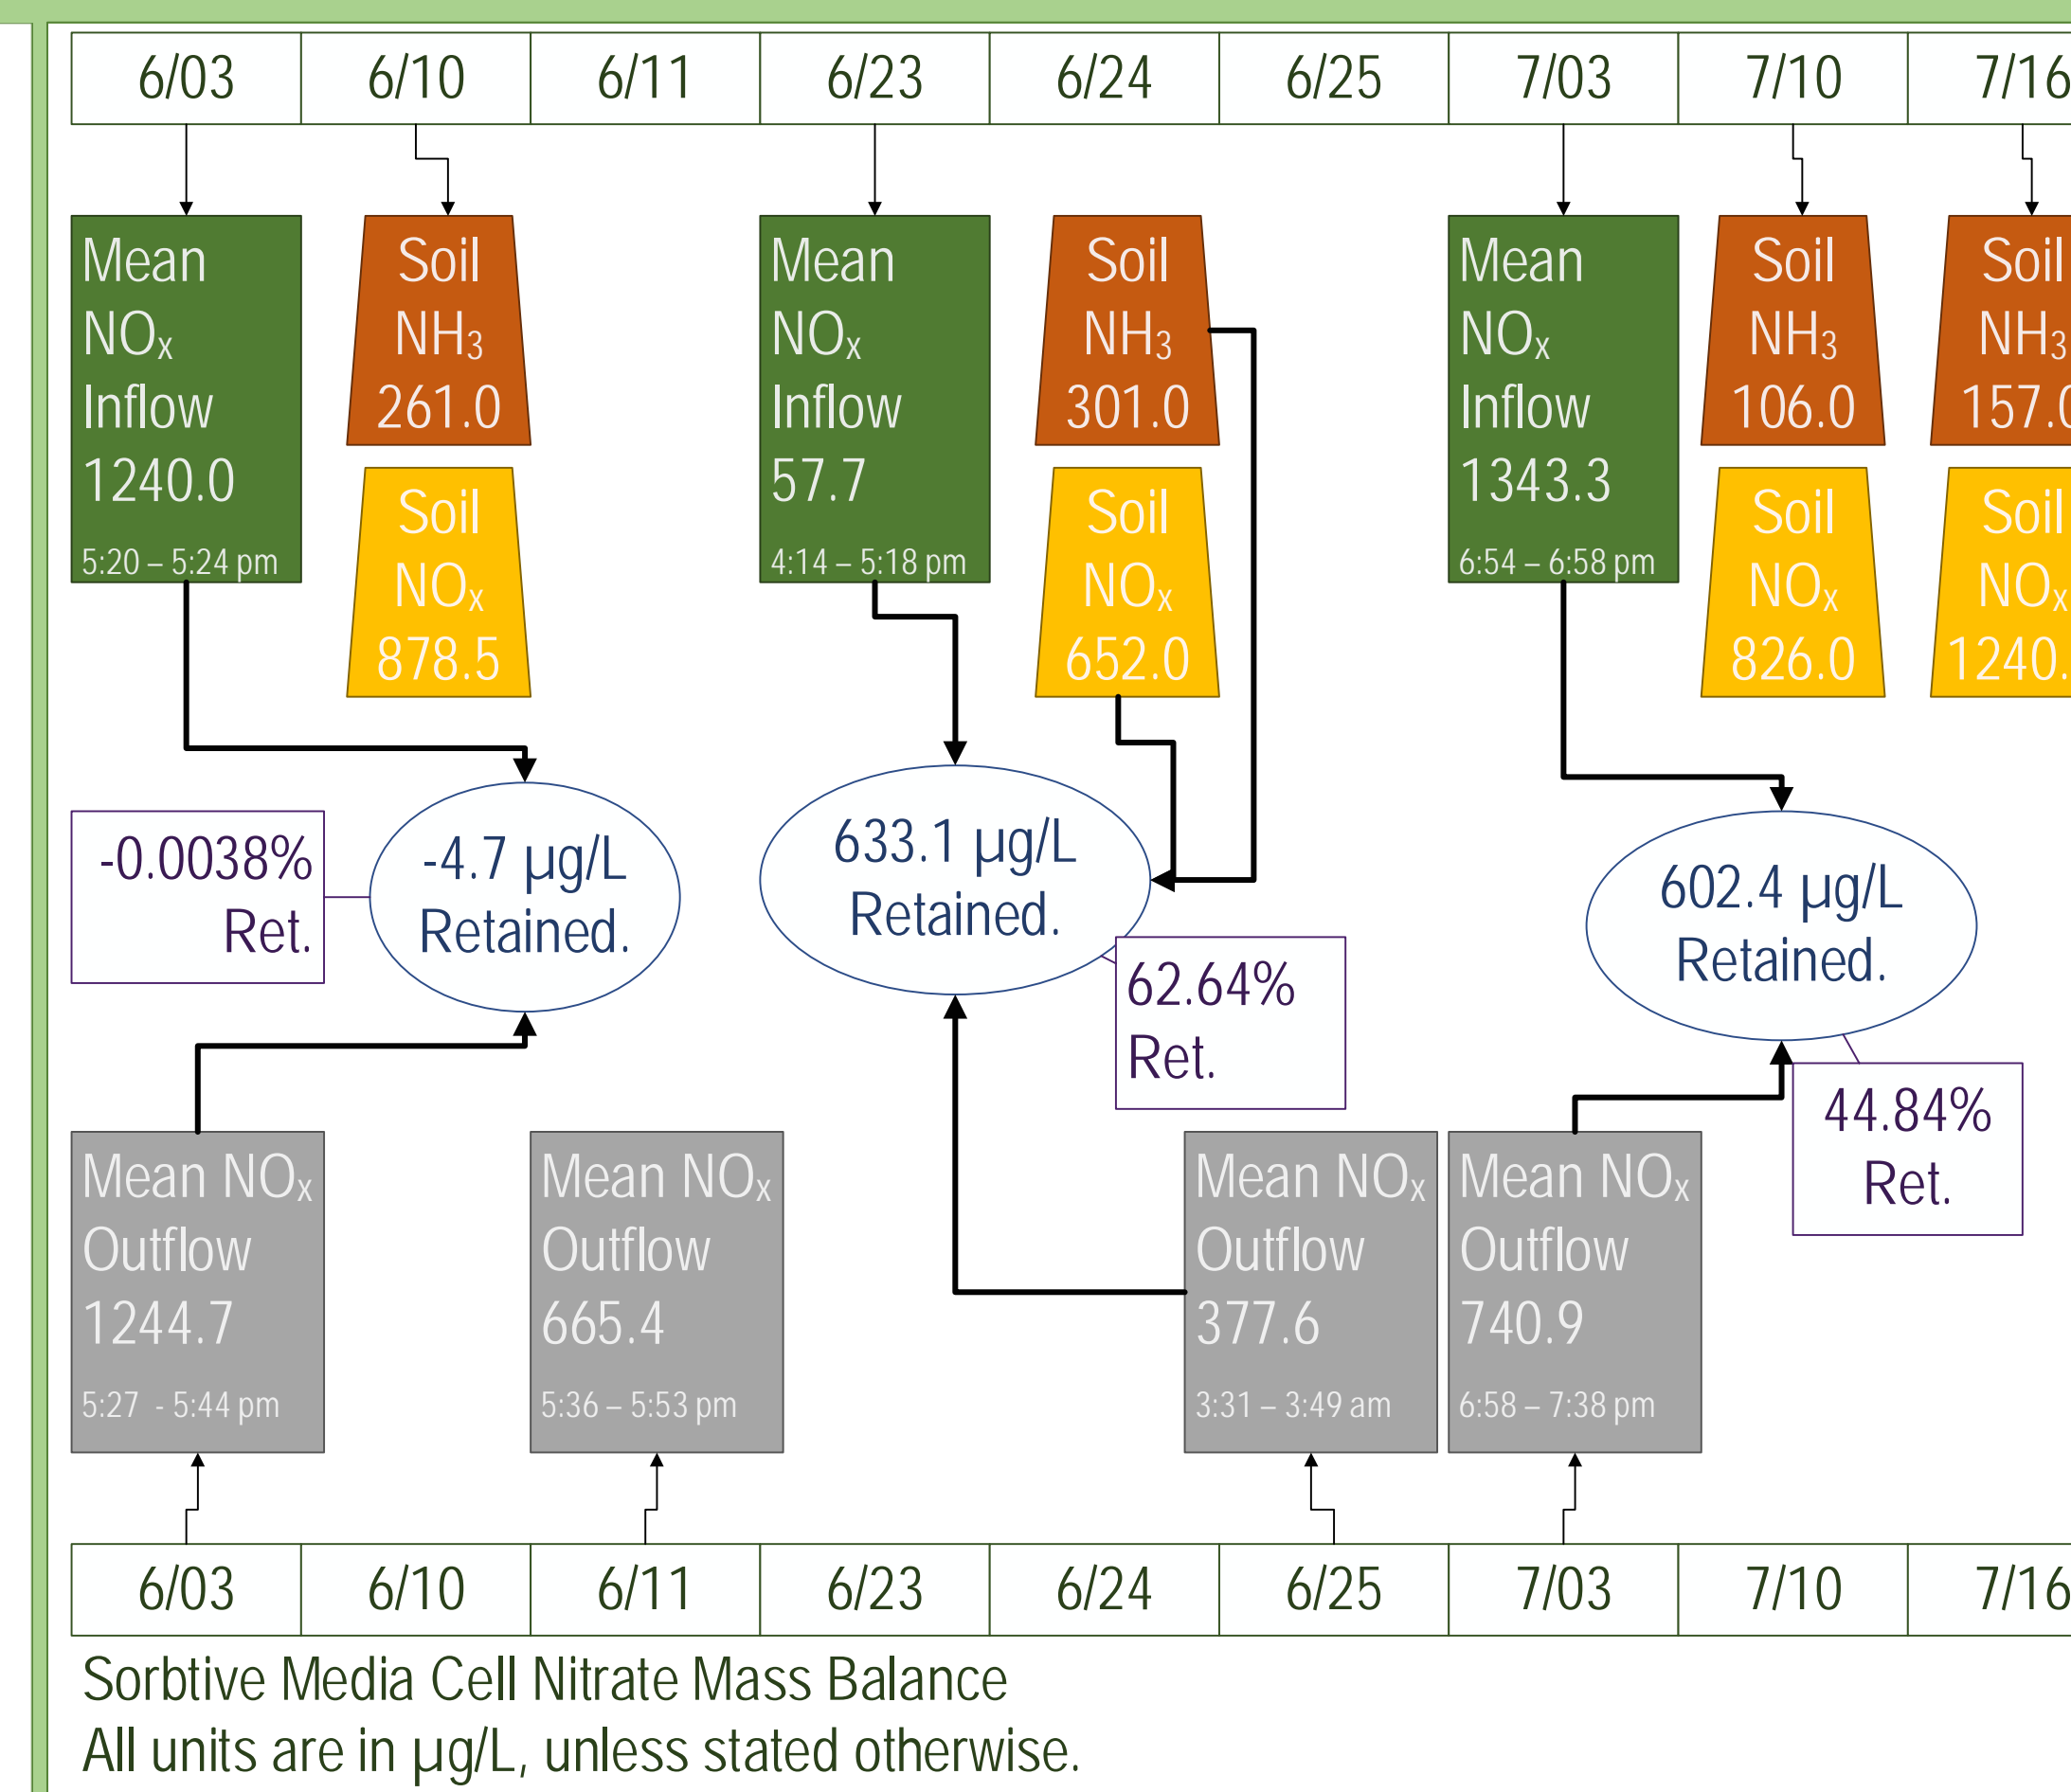 6/03 6/10 6/11 6/23 6/24 6/25 7/03 7/10 7/16
Mean
NOx
Inflow
1240.0
5:20 – 5:24 pm
Soil
NH3
261.0
Soil
NOx
878.5
Mean
NOx
Inflow
57.7
4:14 – 5:18 pm
Soil
NH3
301.0
Soil
NOx
652.0
Mean
NOx
Inflow
1343.3
6:54 – 6:58 pm
Soil
NH3
106.0
Soil
NOx
826.0
Soil
NH3
157.0
Soil
NOx
1240.
-0.0038%
Ret.
-4.7 µg/L
Retained.
633.1 µg/L
Retained.
62.64%
Ret.
602.4 µg/L
Retained.
44.84%
Ret.
Mean NOx
Outflow
1244.7
5:27 - 5:44 pm
Mean NOx
Outflow
665.4
5:36 – 5:53 pm
Mean NOx
Outflow
377.6
3:31 – 3:49 am
Mean NOx
Outflow
740.9
6:58 – 7:38 pm
6/03 6/10 6/11 6/23 6/24 6/25 7/03 7/10 7/16
Sorbtive Media Cell Nitrate Mass Balance
All units are in µg/L, unless stated otherwise.